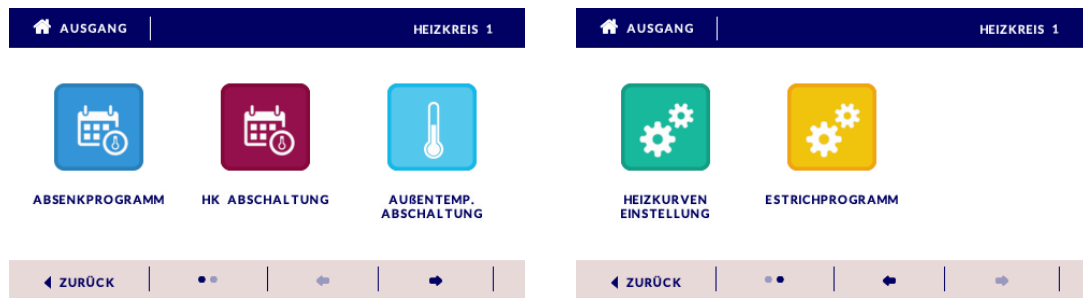 AUSGANG HEIZKREIS 1
ABSENKPROGRAMM HK ABSCHALTUNG AUßENTEMP.
ABSCHALTUNG
ZURÜCK
AUSGANG HEIZKREIS 1
HEIZKURVEN
EINSTELLUNG
ESTRICHPROGRAMM
ZURÜCK